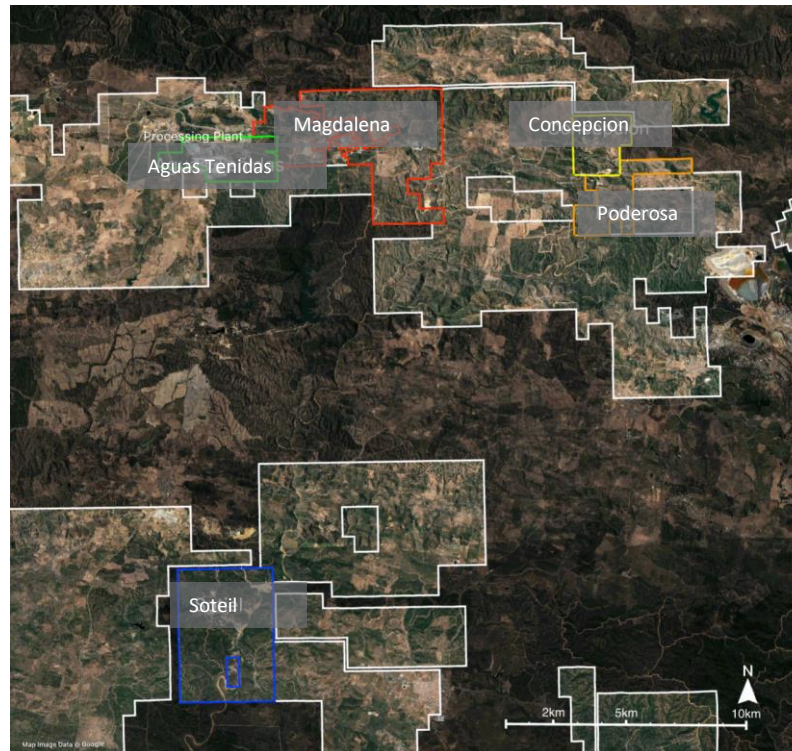 Magdalena
Concepcion
Processing Plant
Aguas Tenidas
Poderosa
Soteil
N
2km 5km 10km
Map Image Data © Google